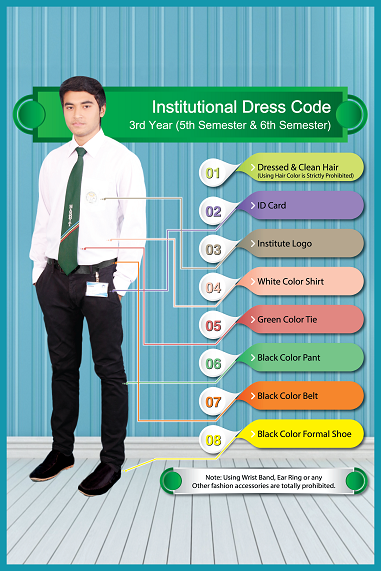 Institutional Dress Code
3rd Year (5th Semester & 6th Semester)
01 Dressed & Clean Hair
(Using Hair Color is Strictly Prohibited)
02 ID Card
03 Institute Logo
04 White Color Shirt
05 Green Color Tie
06 Black Color Pant
07 Black Color Belt
08 Black Color Formal Shoe
Note: Using Wrist Band, Ear Ring or any
Other fashion accessories are totally prohibited.